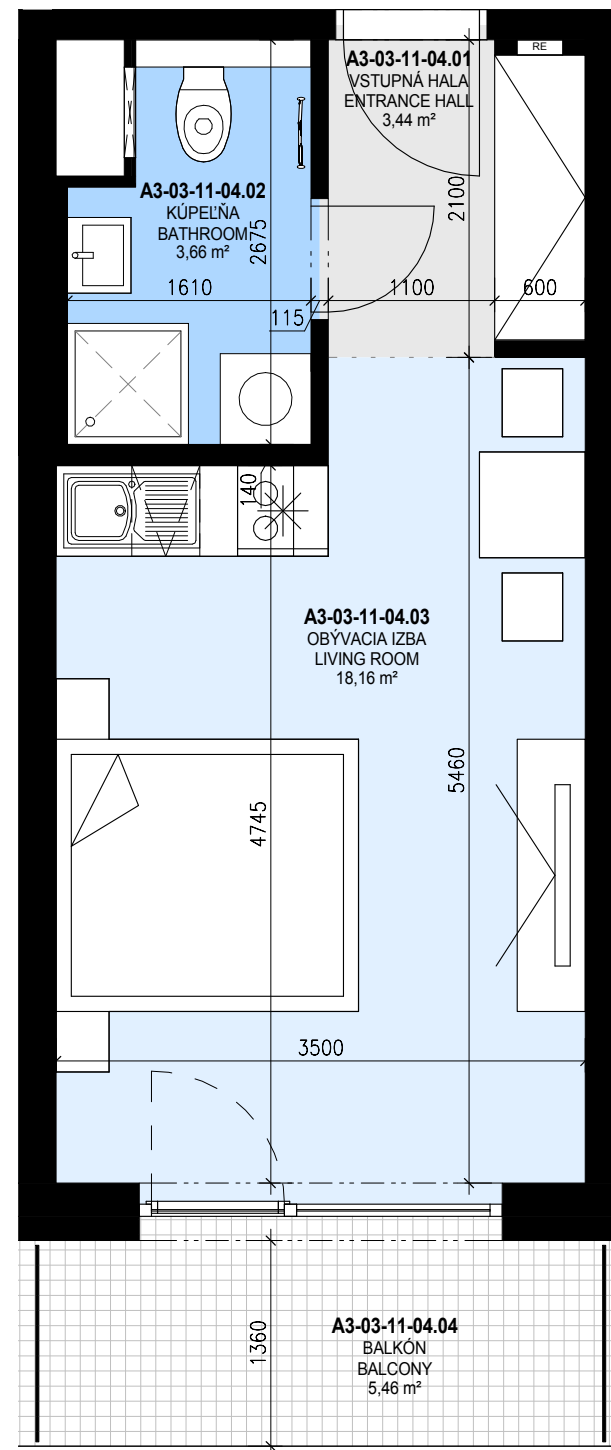 A3-03-11-04.01
VSTUPNÁ HALA
ENTRANCE HALL
3,44 m²
RE
A3-03-11-04.02
KÚPEĽŇA
BATHROOM
3,66 m²
2675
2100
1610
115
1100
600
140
A3-03-11-04.03
OBÝVACIA IZBA
LIVING ROOM
18,16 m²
4745
5460
3500
1360
A3-03-11-04.04
BALKÓN
BALCONY
5,46 m²